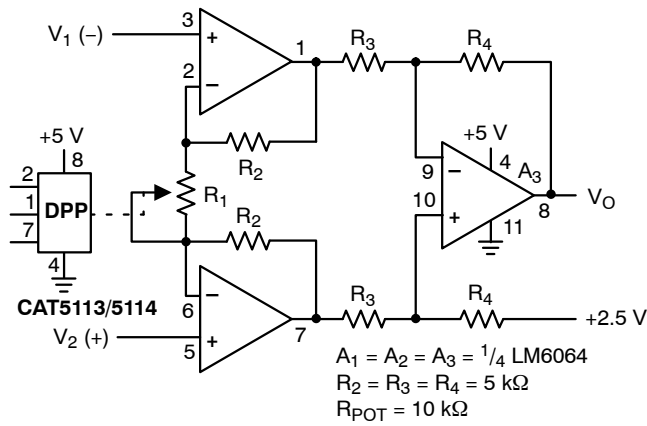 V1 (–)
3
+
1
2
–
R3
R4
R2
+5 V
8
2
1
7
DPP
4
CAT5113/5114
R1
R2
+5 V
4
A3
9
–
10
+
8
11
VO
6
–
7
5
+
V2 (+)
R3
R4
+2.5 V
A1 = A2 = A3 = 1/4 LM6064
R2 = R3 = R4 = 5 kΩ
RPOT = 10 kΩ